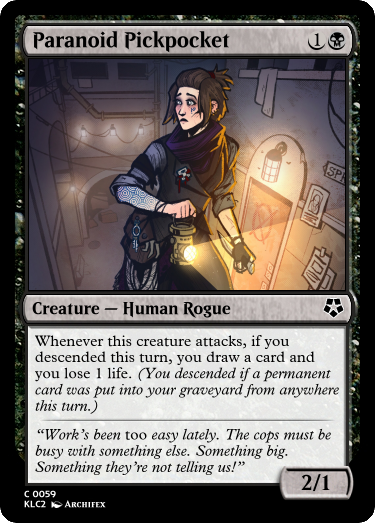 Paranoid Pickpocket 1
Creature — Human Rogue
Whenever this creature attacks, if you
descended this turn, you draw a card and
you lose 1 life. (You descended if a permanent
card was put into your graveyard from anywhere
this turn.)
“Work’s been too easy lately. The cops must be
busy with something else. Something big.
Something they’re not telling us!”
2/1
C 0059
KLC2 Archifex